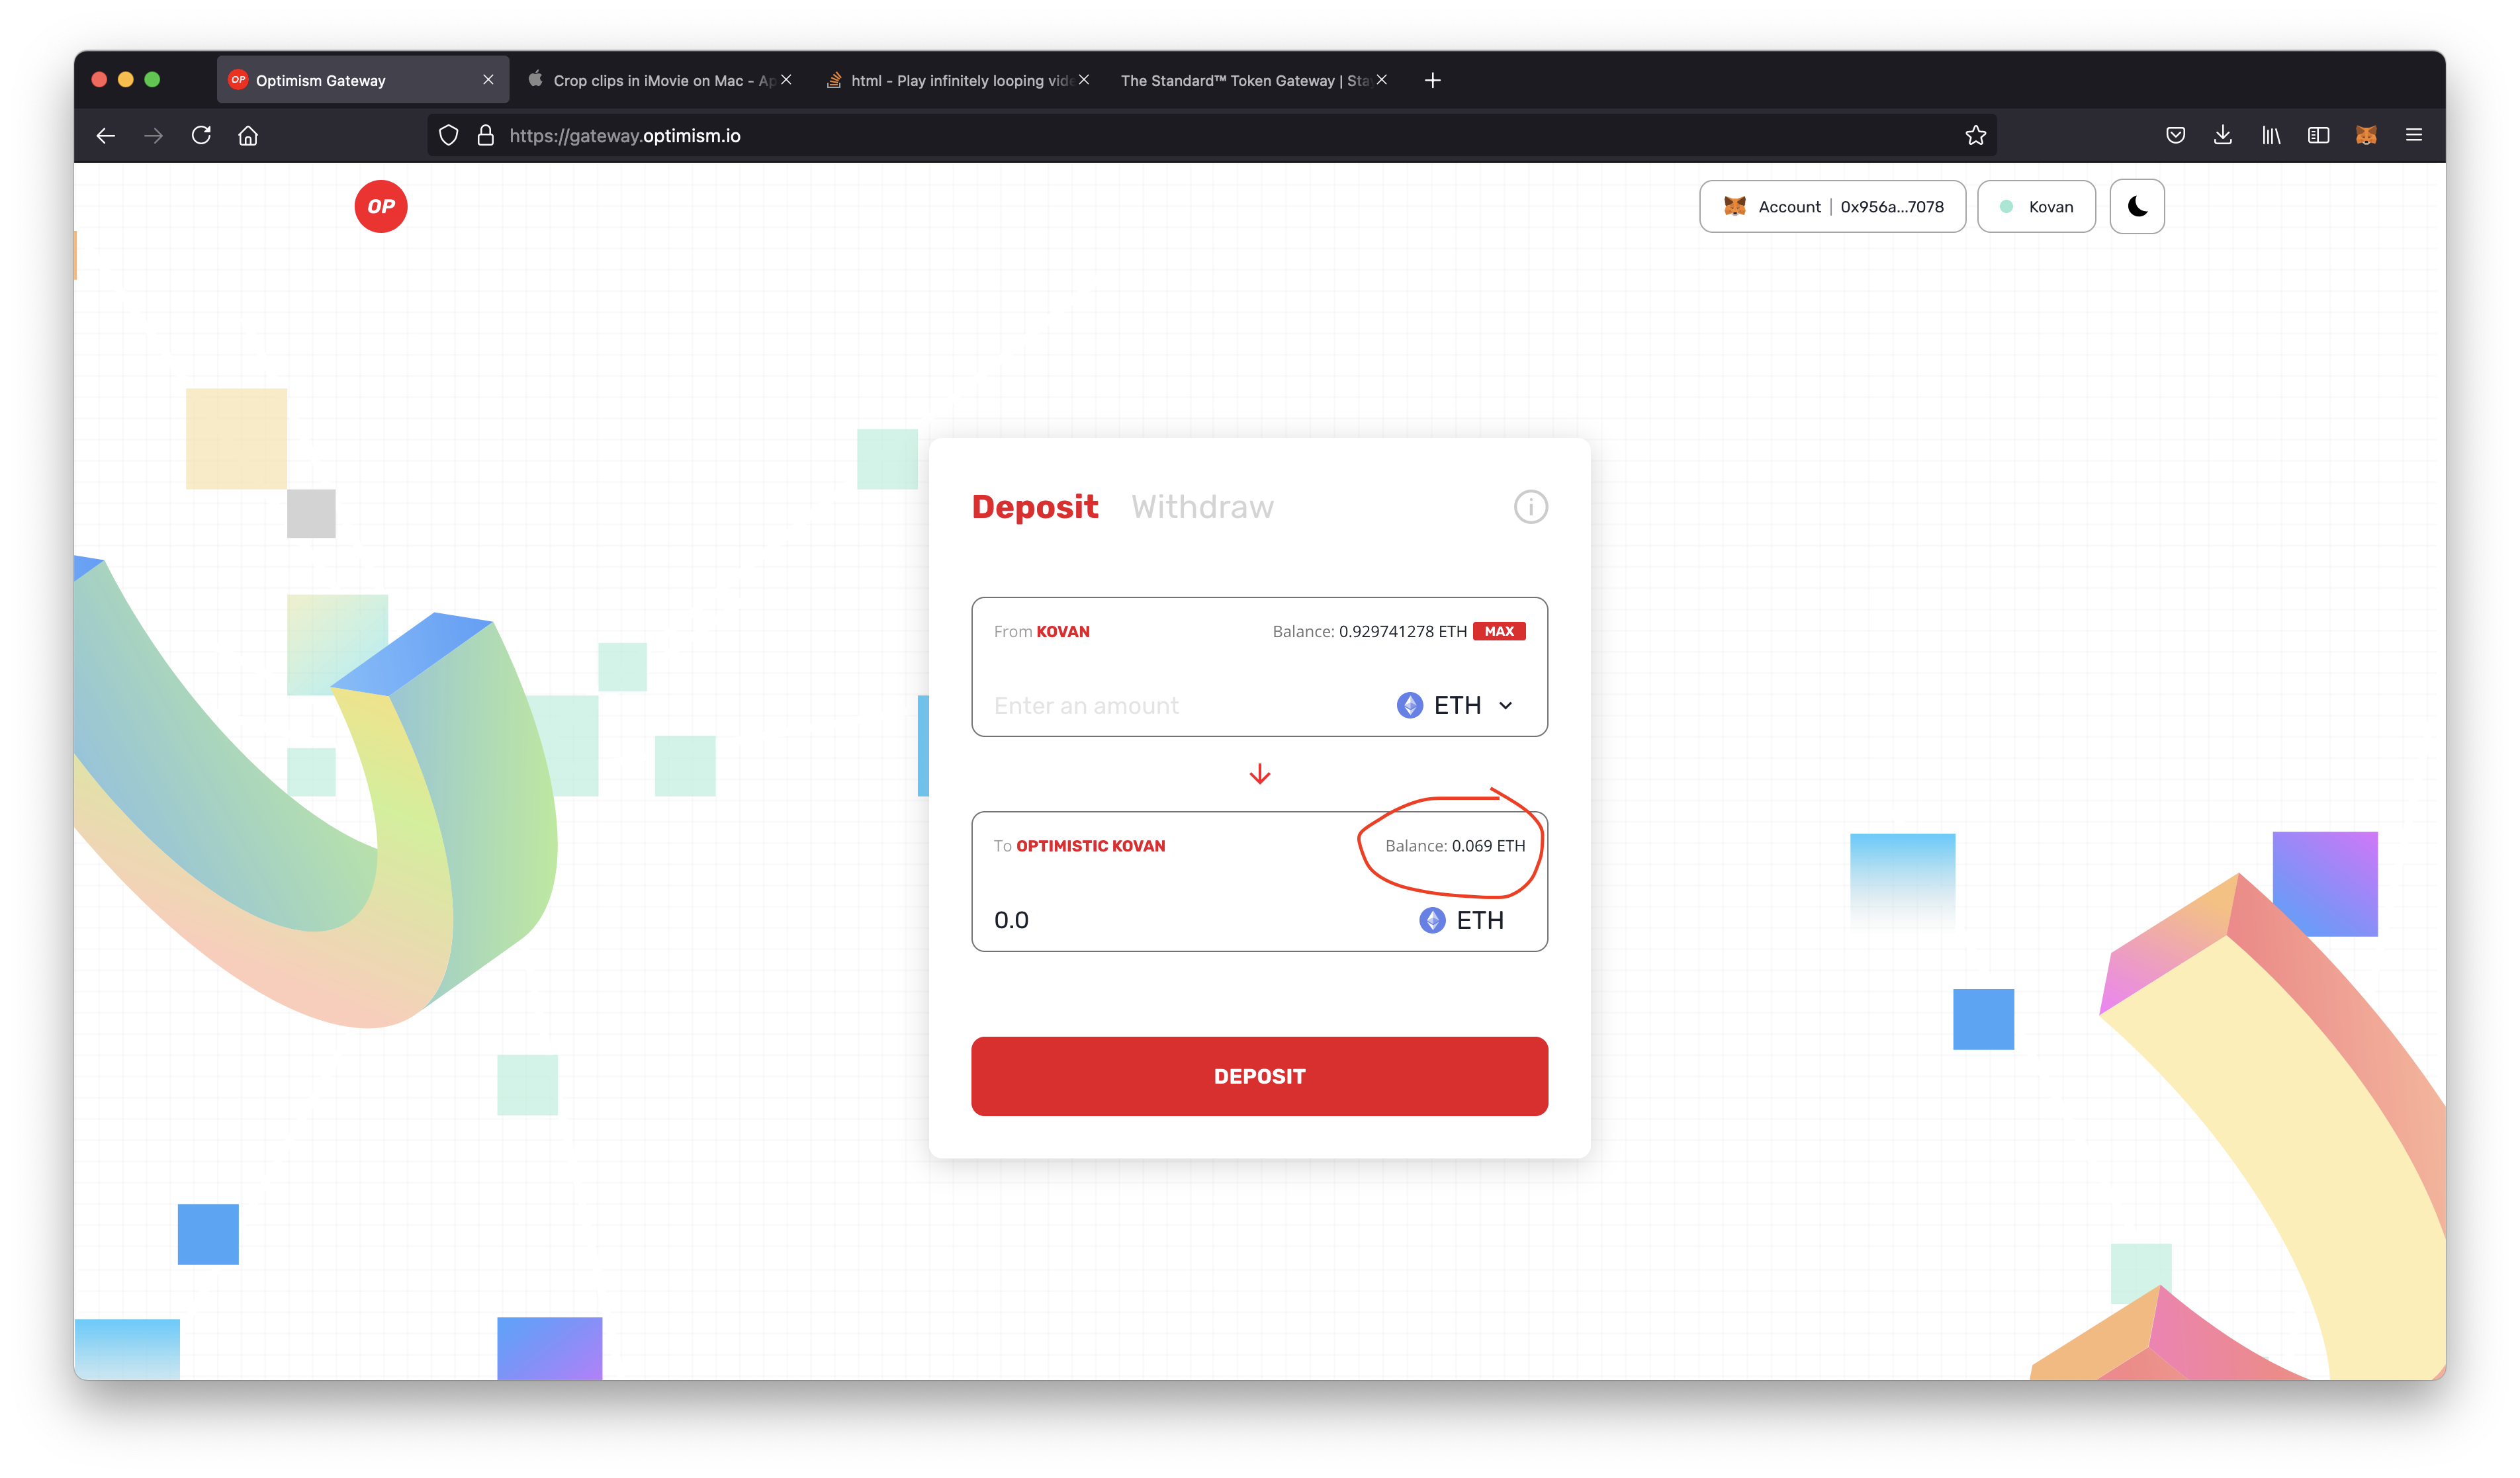 Optimism Gateway
Crop clips in iMovie on Mac - Ap
html - Play infinitely looping vide
The Standard™ Token Gateway | Sta
https://gateway.optimism.io
OP
Account | 0x956a...7078
Kovan
Deposit Withdraw
From KOVAN
Balance: 0.929741278 ETH MAX
Enter an amount
ETH
To OPTIMISTIC KOVAN
Balance: 0.069 ETH
0.0
ETH
DEPOSIT